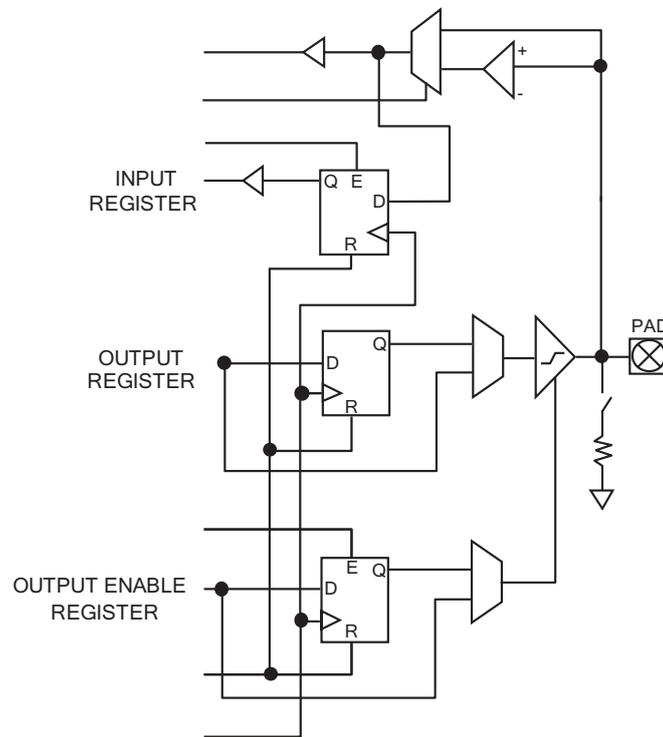 +
-
INPUT
REGISTER
Q E
D
R
PAD
OUTPUT
REGISTER
Q
D
R
OUTPUT ENABLE
REGISTER
E Q
D
R